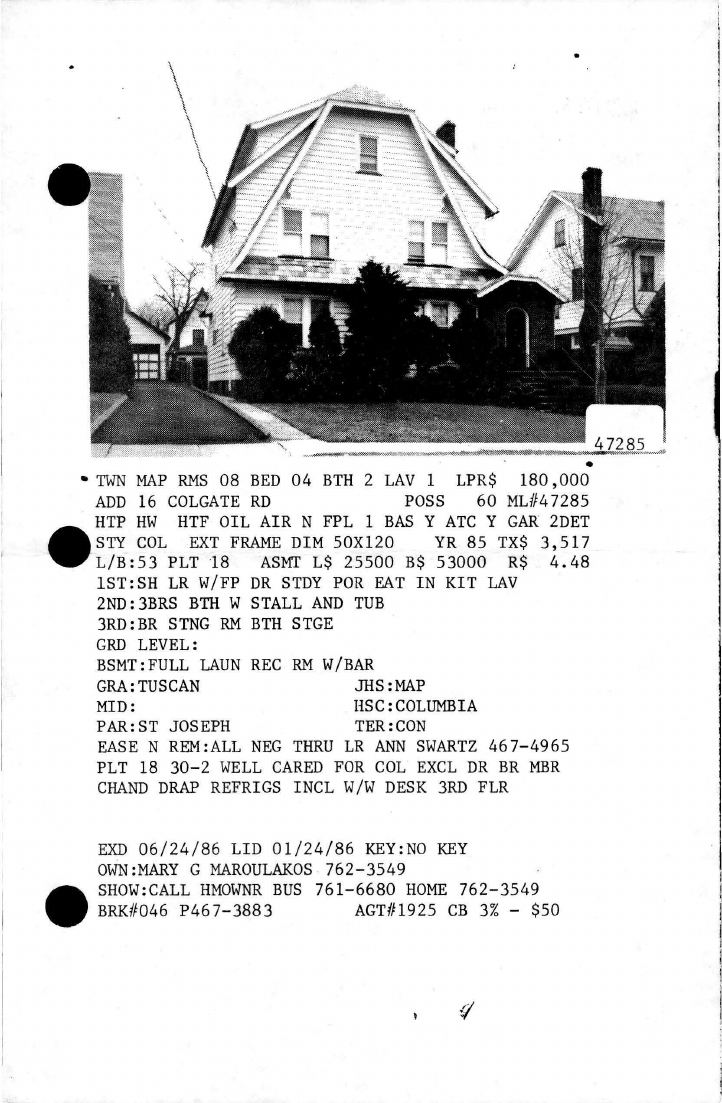 47285
TWN MAP RMS 08 BED 04 BTH 2 LAV 1 LPR$ 180,000
ADD 16 COLGATE RD POSS 60 ML#47285
HTP HW HTF OIL AIR N FPL 1 BAS Y ATC Y GAR 2DET
STY COL EXT FRAME DIM 50X120 YR 85 TX$ 3,517
L/B:53 PLT 18 ASMT L$ 25500 B$ 53000 R$ 4.48
1ST:SH LR W/FP DR STDY POR EAT IN KIT LAV
2ND:3BRS BTH W STALL AND TUB
3RD:BR STNG RM BTH STGE
GRD LEVEL:
BSMT:FULL LAUN REC RM W/BAR
GRA:TUSCAN JHS:MAP
MID: HSC:COLUMBIA
PAR:ST JOSEPH TER:CON
EASE N REM:ALL NEG THRU LR ANN SWARTZ 467-4965
PLT 18 30-2 WELL CARED FOR COL EXCL DR BR MBR
CHAND DRAP REFRIGS INCL W/W DESK 3RD FLR
EXD 06/24/86 LID 01/24/86 KEY:NO KEY
OWN:MARY G MAROULAKOS 762-3549
SHOW:CALL HMOWNR BUS 761-6680 HOME 762-3549
BRK#046 P467-3883 AGT#1925 CB 3% - $50